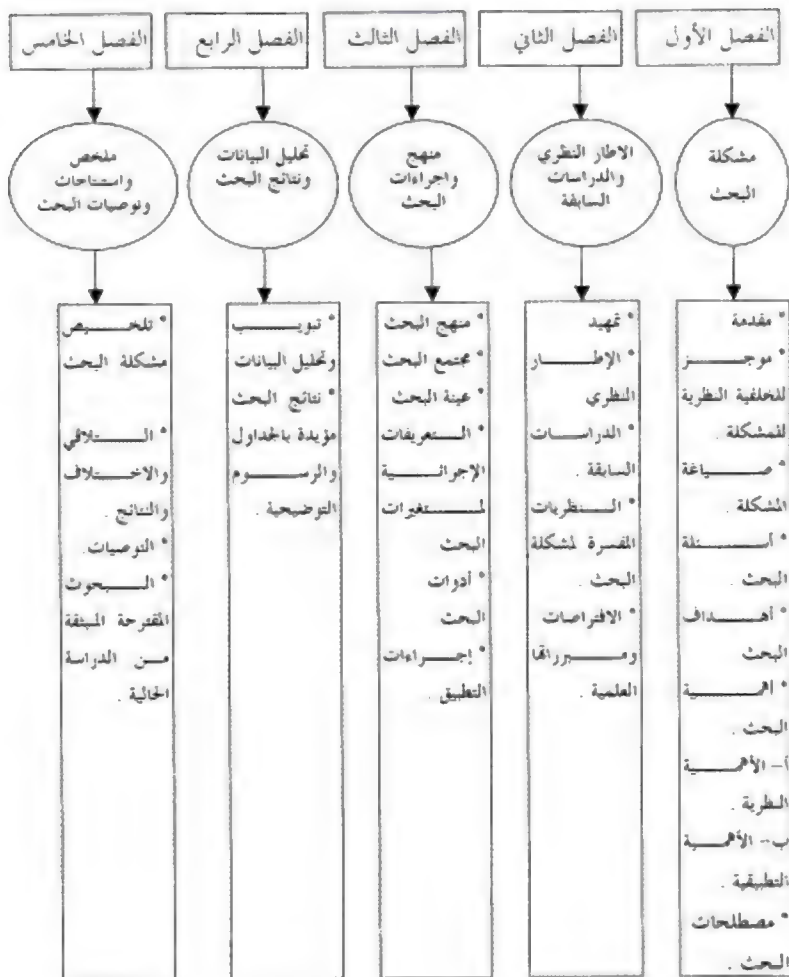 الفصل الأول
مشكلة
البحث
* مقدمة
* موجز
للخلفية النظرية
للمشكلة .
* صياغة
المشكلة .
* أسئلة
البحث .
* أهداف
البحث
* أهمية
البحث .
أ- الأهمية
النظرية .
ب- الأهمية
التطبيقية .
* مصطلحات
البحث .
الفصل الثاني
الاطار النظري
والدراسات
السابقة
* تمهيد
* الإطار
النظري
* الدراسات
السابقة .
* النظريات
المفسرة لمشكلة
البحث .
* الافتراضات
ومبرراتها
العلمية .
الفصل الثالث
منهج
واجراءات
البحث
* منهج البحث
* مجتمع البحث
* عينة البحث
* التعريفات
الإجرائية
لمتغيرات
البحث
* أدوات
البحث
* إجراءات
التطبيق .
الفصل الرابع
تحليل البيانات
ونتائج البحث
* تبويب
وتحليل البيانات
* نتائج البحث
مؤيدة بالجداول
والرسوم
التوضيحية .
الفصل الخامس
ملخص
واستنتاجات
وتوصيات البحث
* تلخيص
مشكلة البحث
* التلاقي
والاختلاف
والنتائج .
* التوصيات .
* البحوث
المقترحة المبثقة
من الدراسة
الحالية .